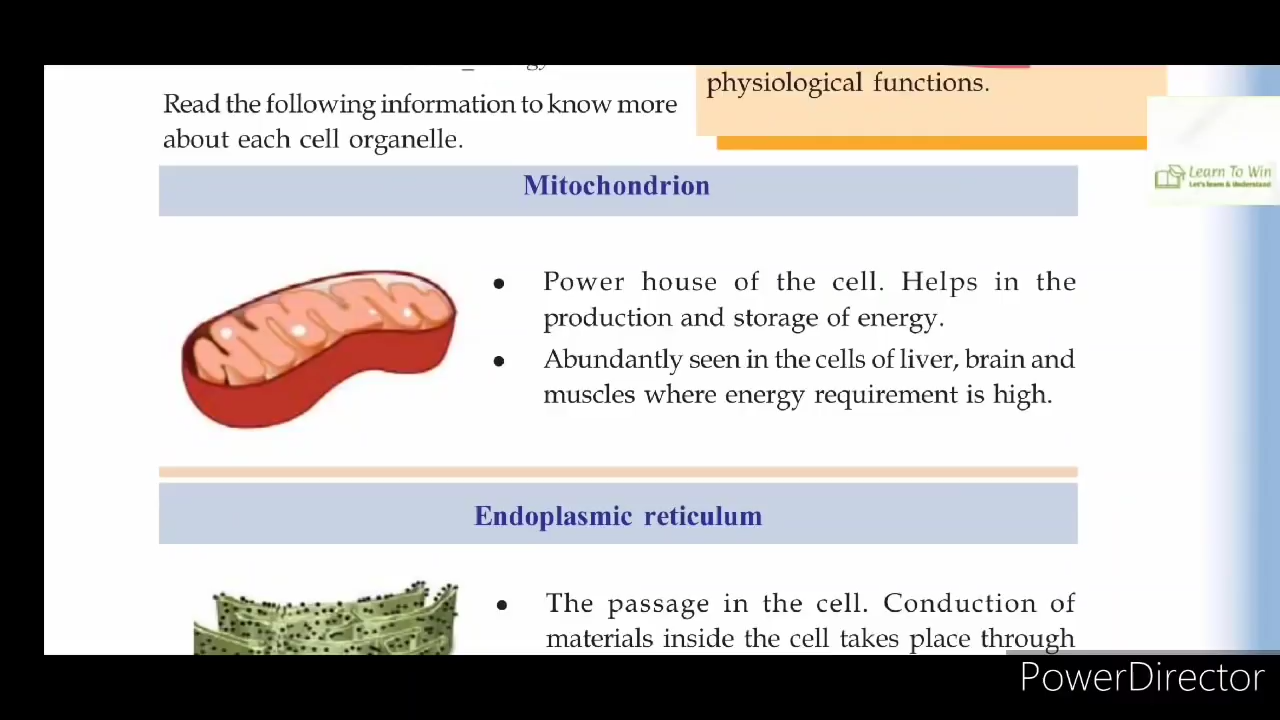 physiological functions.
Read the following information to know more
about each cell organelle.
Learn To Win
Let's learn & Understand
Mitochondrion
• Power house of the cell. Helps in the
production and storage of energy.
• Abundantly seen in the cells of liver, brain and
muscles where energy requirement is high.
Endoplasmic reticulum
• The passage in the cell. Conduction of
materials inside the cell takes place through
PowerDirector